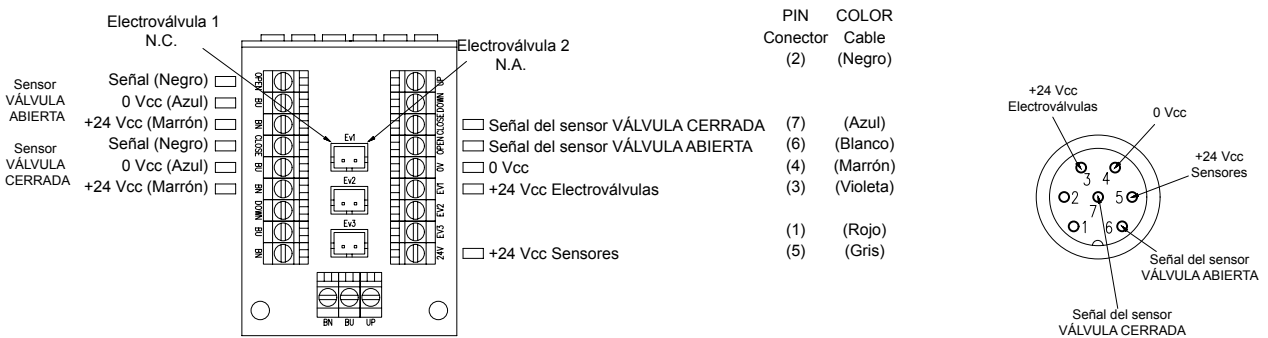 Electroválvula 1
N.C.
Electroválvula 2
N.A.
Sensor
VÁLVULA
ABIERTA
Señal (Negro)
0 Vcc (Azul)
+24 Vcc (Marrón)
Sensor
VÁLVULA
CERRADA
Señal (Negro)
0 Vcc (Azul)
+24 Vcc (Marrón)
OPEN
BU
BN
CLOSE
BU
BN
DOWN
BU
BN
Ev1
Ev2
Ev3
UP
DOWN
CLOSE
OPEN
0V
EV1
EV2
EV3
24V
BN BU UP
PIN COLOR
Conector Cable
(2) (Negro)
Señal del sensor VÁLVULA CERRADA (7) (Azul)
Señal del sensor VÁLVULA ABIERTA (6) (Blanco)
0 Vcc (4) (Marrón)
+24 Vcc Electroválvulas (3) (Violeta)
(1) (Rojo)
+24 Vcc Sensores (5) (Gris)
+24 Vcc
Electroválvulas
0 Vcc
+24 Vcc
Sensores
3 4
2 5
7
1 6
Señal del sensor
VÁLVULA ABIERTA
Señal del sensor
VÁLVULA CERRADA